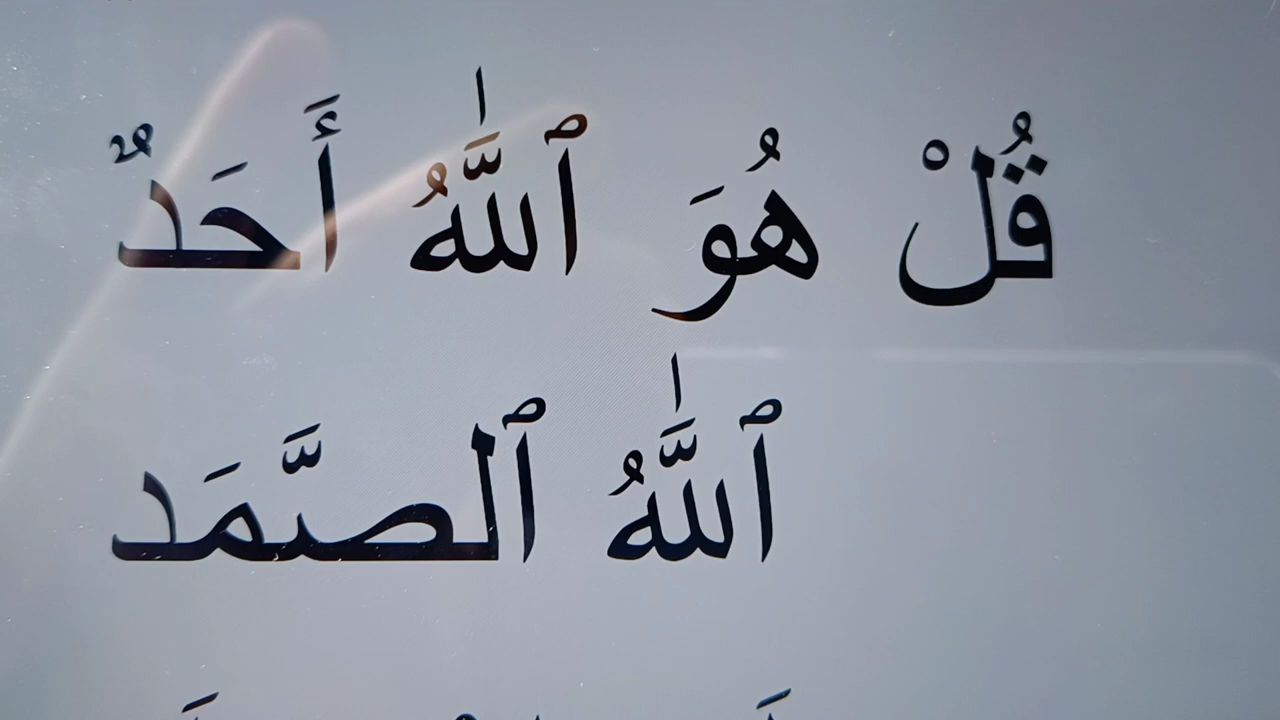 قُلْ هُوَ ٱللَّٰهُ أَحَدٌ
ٱللَّٰهُ ٱلصَّمَد